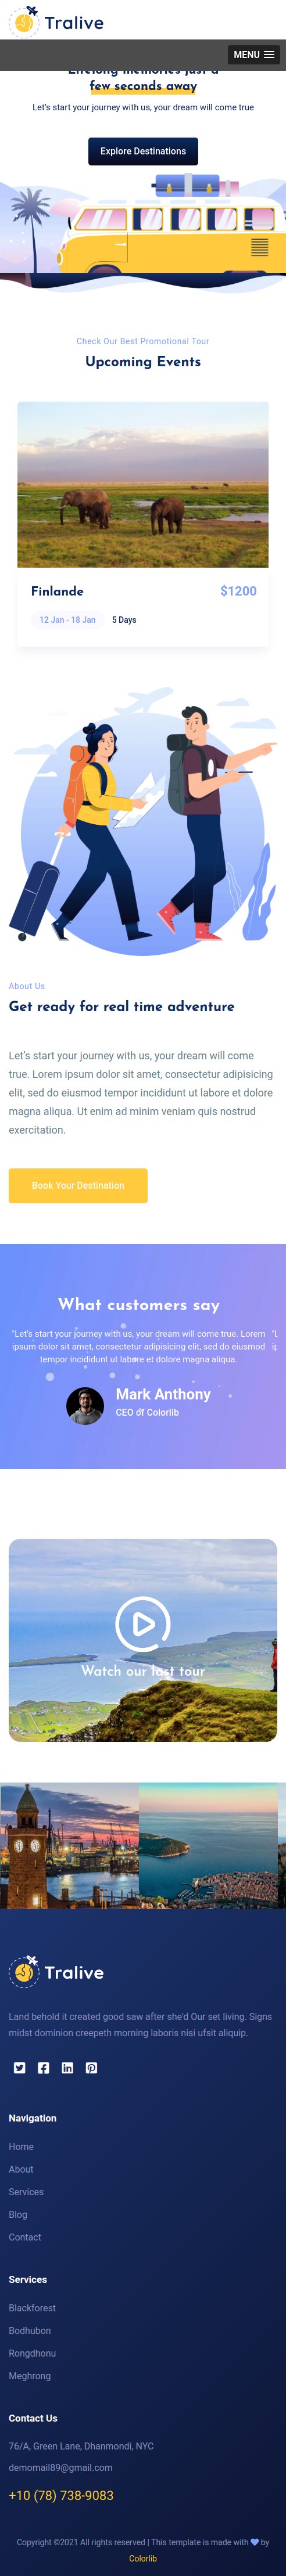 Tralive
MENU
Lifelong memories just a
few seconds away
Let's start your journey with us, your dream will come true
Explore Destinations
Check Our Best Promotional Tour
Upcoming Events
Finlande
$1200
12 Jan - 18 Jan
5 Days
About Us
Get ready for real time adventure
Let's start your journey with us, your dream will come
true. Lorem ipsum dolor sit amet, consectetur adipisicing
elit, sed do eiusmod tempor incididunt ut labore et dolore
magna aliqua. Ut enim ad minim veniam quis nostrud
exercitation.
Book Your Destination
What customers say
"Let's start your journey with us, your dream will come true. Lorem
ipsum dolor sit amet, consectetur adipisicing elit, sed do eiusmod
tempor incididunt ut labore et dolore magna aliqua.
Mark Anthony
CEO of Colorlib
Watch our last tour
Tralive
Land behold it created good saw after she'd Our set living. Signs
midst dominion creepeth morning laboris nisi ufsit aliquip.
Navigation
Home
About
Services
Blog
Contact
Services
Blackforest
Bodhubon
Rongdhonu
Meghrong
Contact Us
76/A, Green Lane, Dhanmondi, NYC
demomail89@gmail.com
+10 (78) 738-9083
Copyright ©2021 All rights reserved | This template is made with by
Colorlib